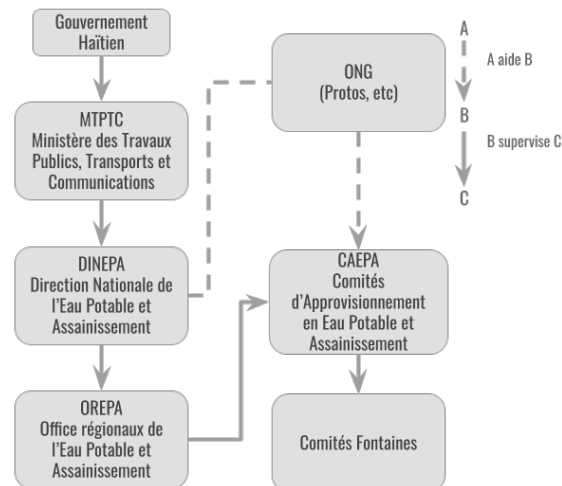 Gouvernement
Haïtien
MTPTC
Ministère des Travaux
Publics, Transports et
Communications
DINEPA
Direction Nationale de
l'Eau Potable et
Assainissement
OREPA
Office régionaux de
l'Eau Potable et
Assainissement
ONG
(Protos, etc)
CAEPA
Comités
d'Approvisionnement
en Eau Potable et
Assainissement
Comités Fontaines
A
A aide B
B
B supervise C
C